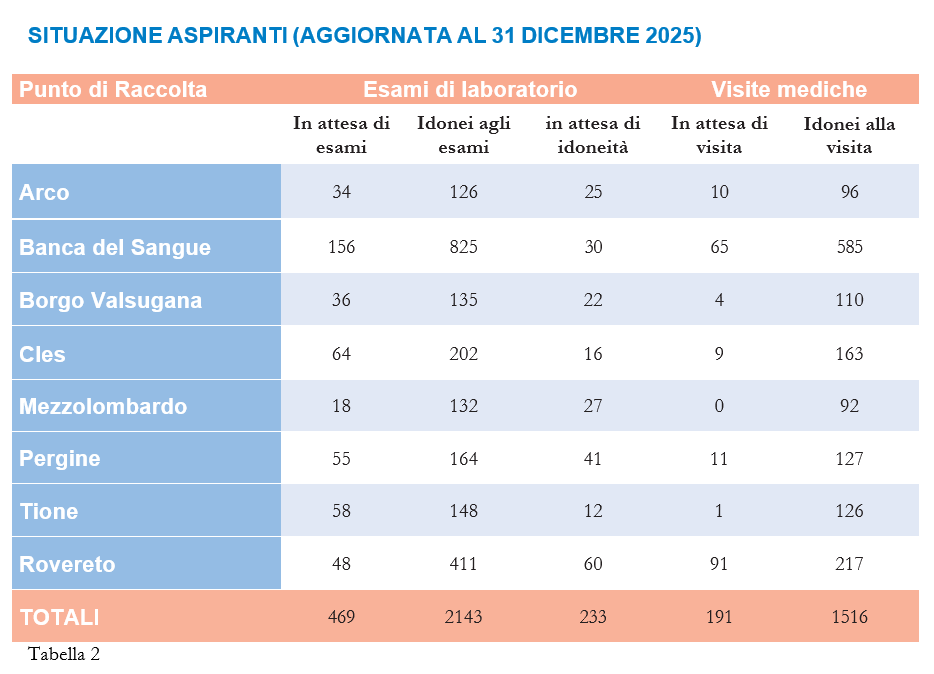 SITUAZIONE ASPIRANTI (AGGIORNATA AL 31 DICEMBRE 2025)
Punto di Raccolta Esami di laboratorio Visite mediche
In attesa di esami Idonei agli esami in attesa di idoneità In attesa di visita Idonei alla visita
Arco 34 126 25 10 96
Banca del Sangue 156 825 30 65 585
Borgo Valsugana 36 135 22 4 110
Cles 64 202 16 9 163
Mezzolombardo 18 132 27 0 92
Pergine 55 164 41 11 127
Tione 58 148 12 1 126
Rovereto 48 411 60 91 217
TOTALI 469 2143 233 191 1516
Tabella 2